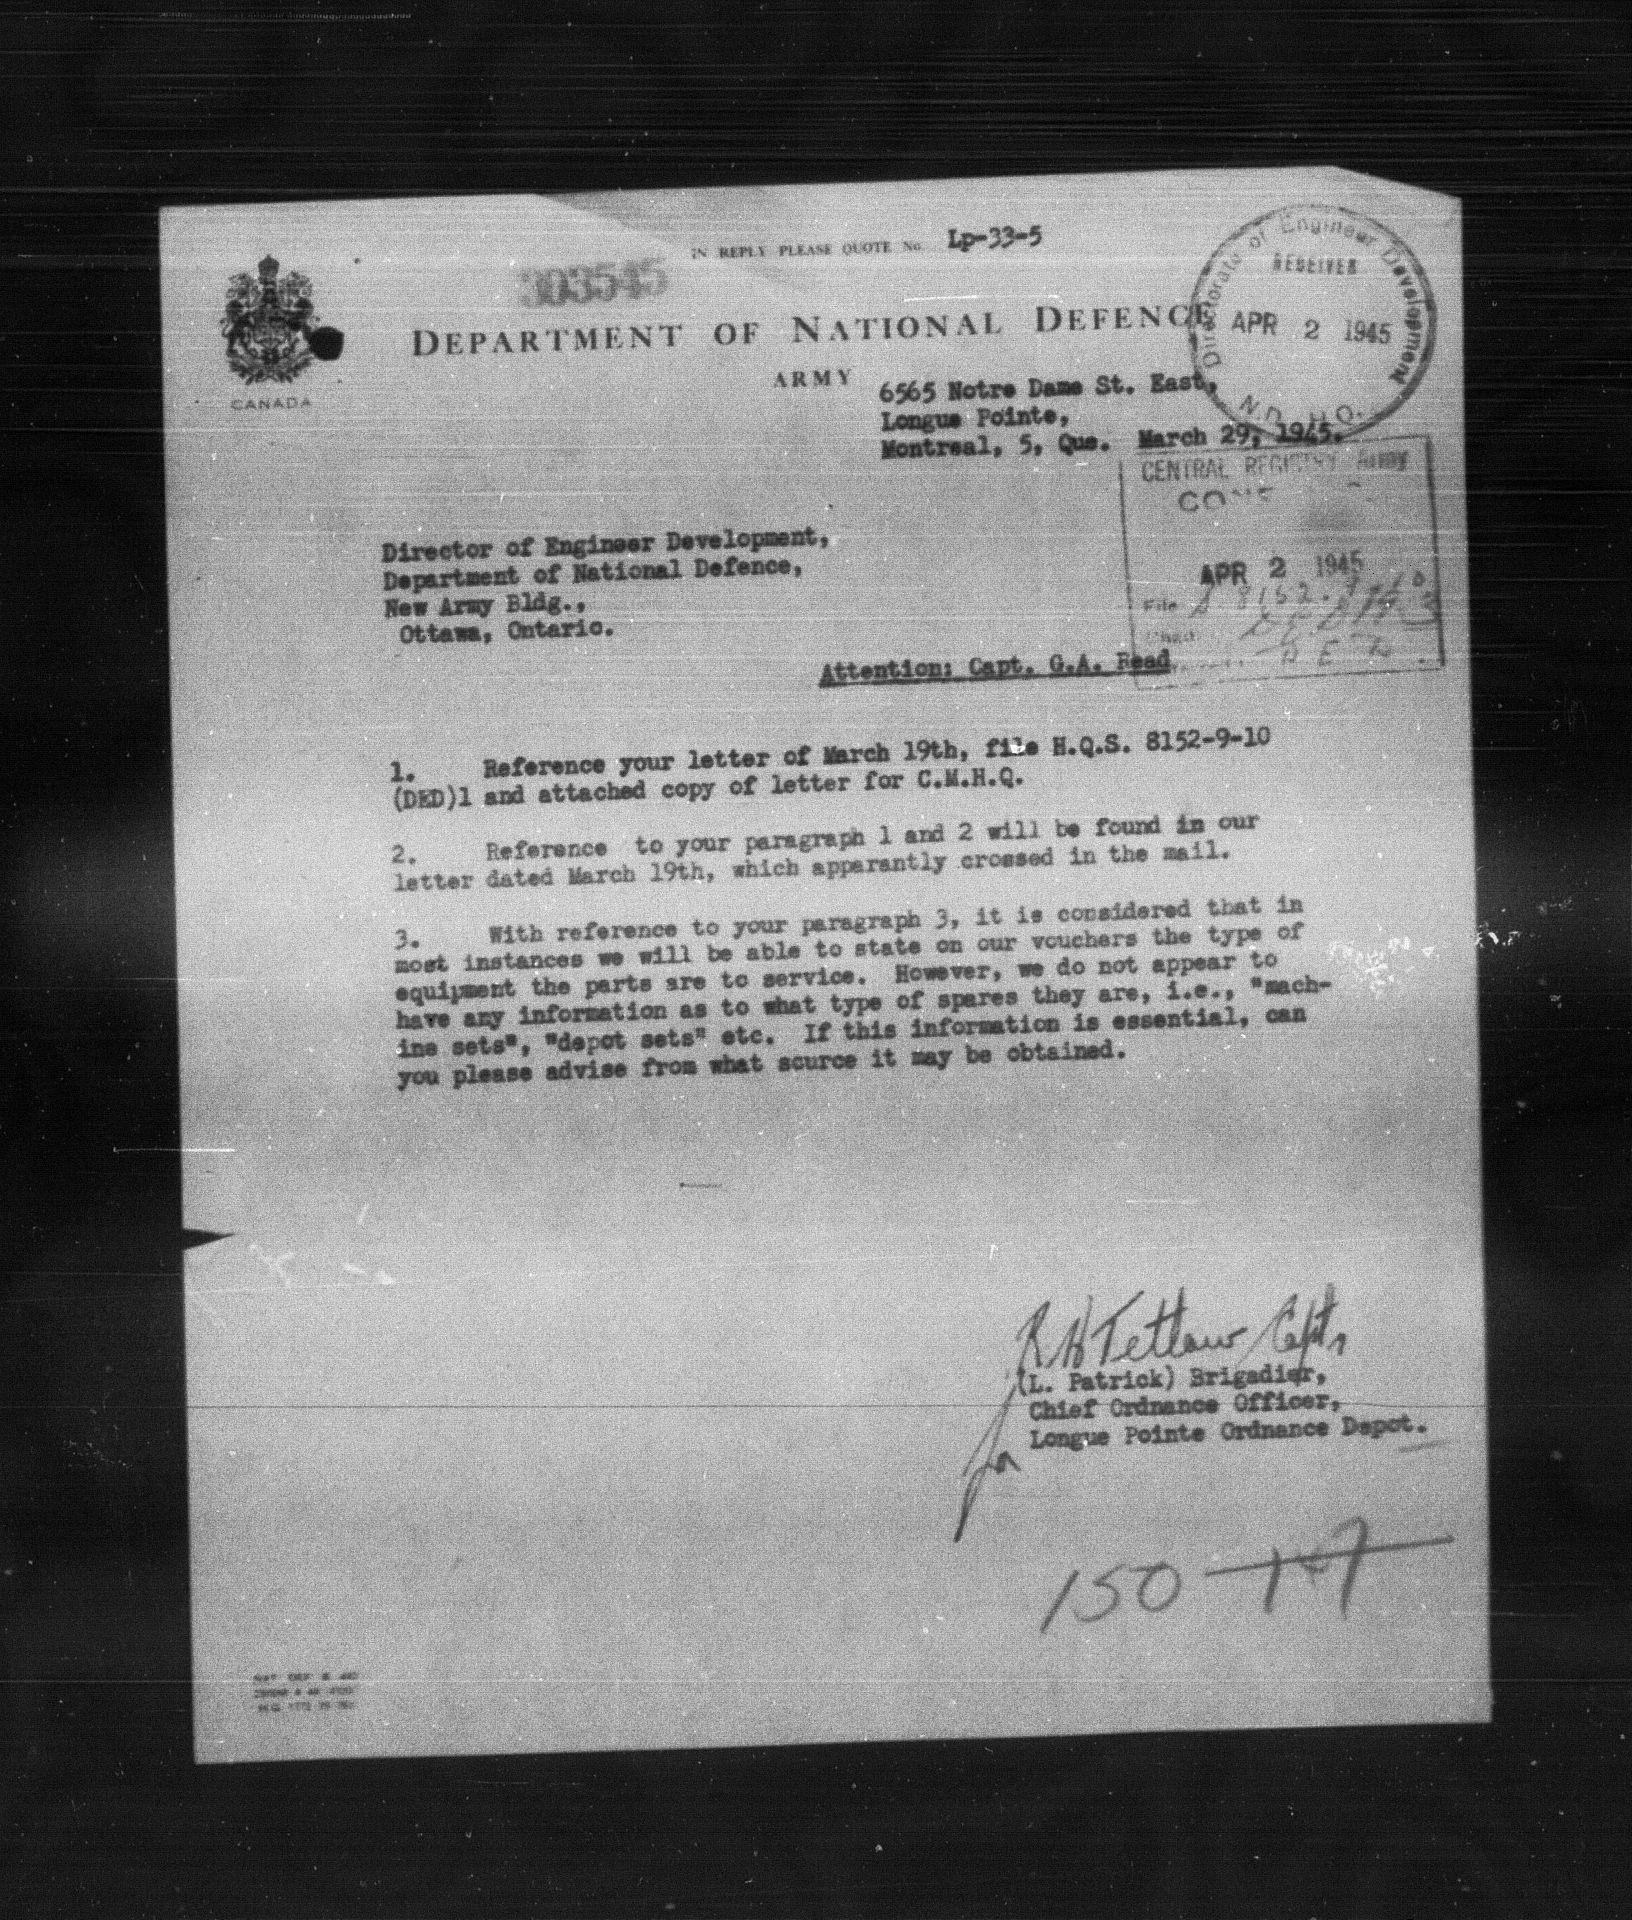 IN REPLY PLEASE QUOTE No. Lp-33-5
303545
DEPARTMENT OF NATIONAL DEFENCE
ARMY
CANADA
Directorate of Engineer Development
RECEIVED
APR 2 1945
N.D.H.Q.
6565 Notre Dame St. East,
Longue Pointe,
Montreal, 5, Que. March 29, 1945.
CENTRAL REGISTRY Army
APR 2 1945
File
Director of Engineer Development,
Department of National Defence,
New Army Bldg.,
Ottawa, Ontario.
Attention: Capt. G.A. Read
1. Reference your letter of March 19th, file H.Q.S. 8152-9-10
(DED)1 and attached copy of letter for C.M.H.Q.
2. Reference to your paragraph 1 and 2 will be found in our
letter dated March 19th, which apparantly crossed in the mail.
3. With reference to your paragraph 3, it is considered that in
most instances we will be able to state on our vouchers the type of
equipment the parts are to service. However, we do not appear to
have any information as to what type of spares they are, i.e., "mach-
ine sets", "depot sets" etc. If this information is essential, can
you please advise from what source it may be obtained.
R H Tetlow Capt,
(L. Patrick) Brigadier,
Chief Ordnance Officer,
Longue Pointe Ordnance Depot.
for
150